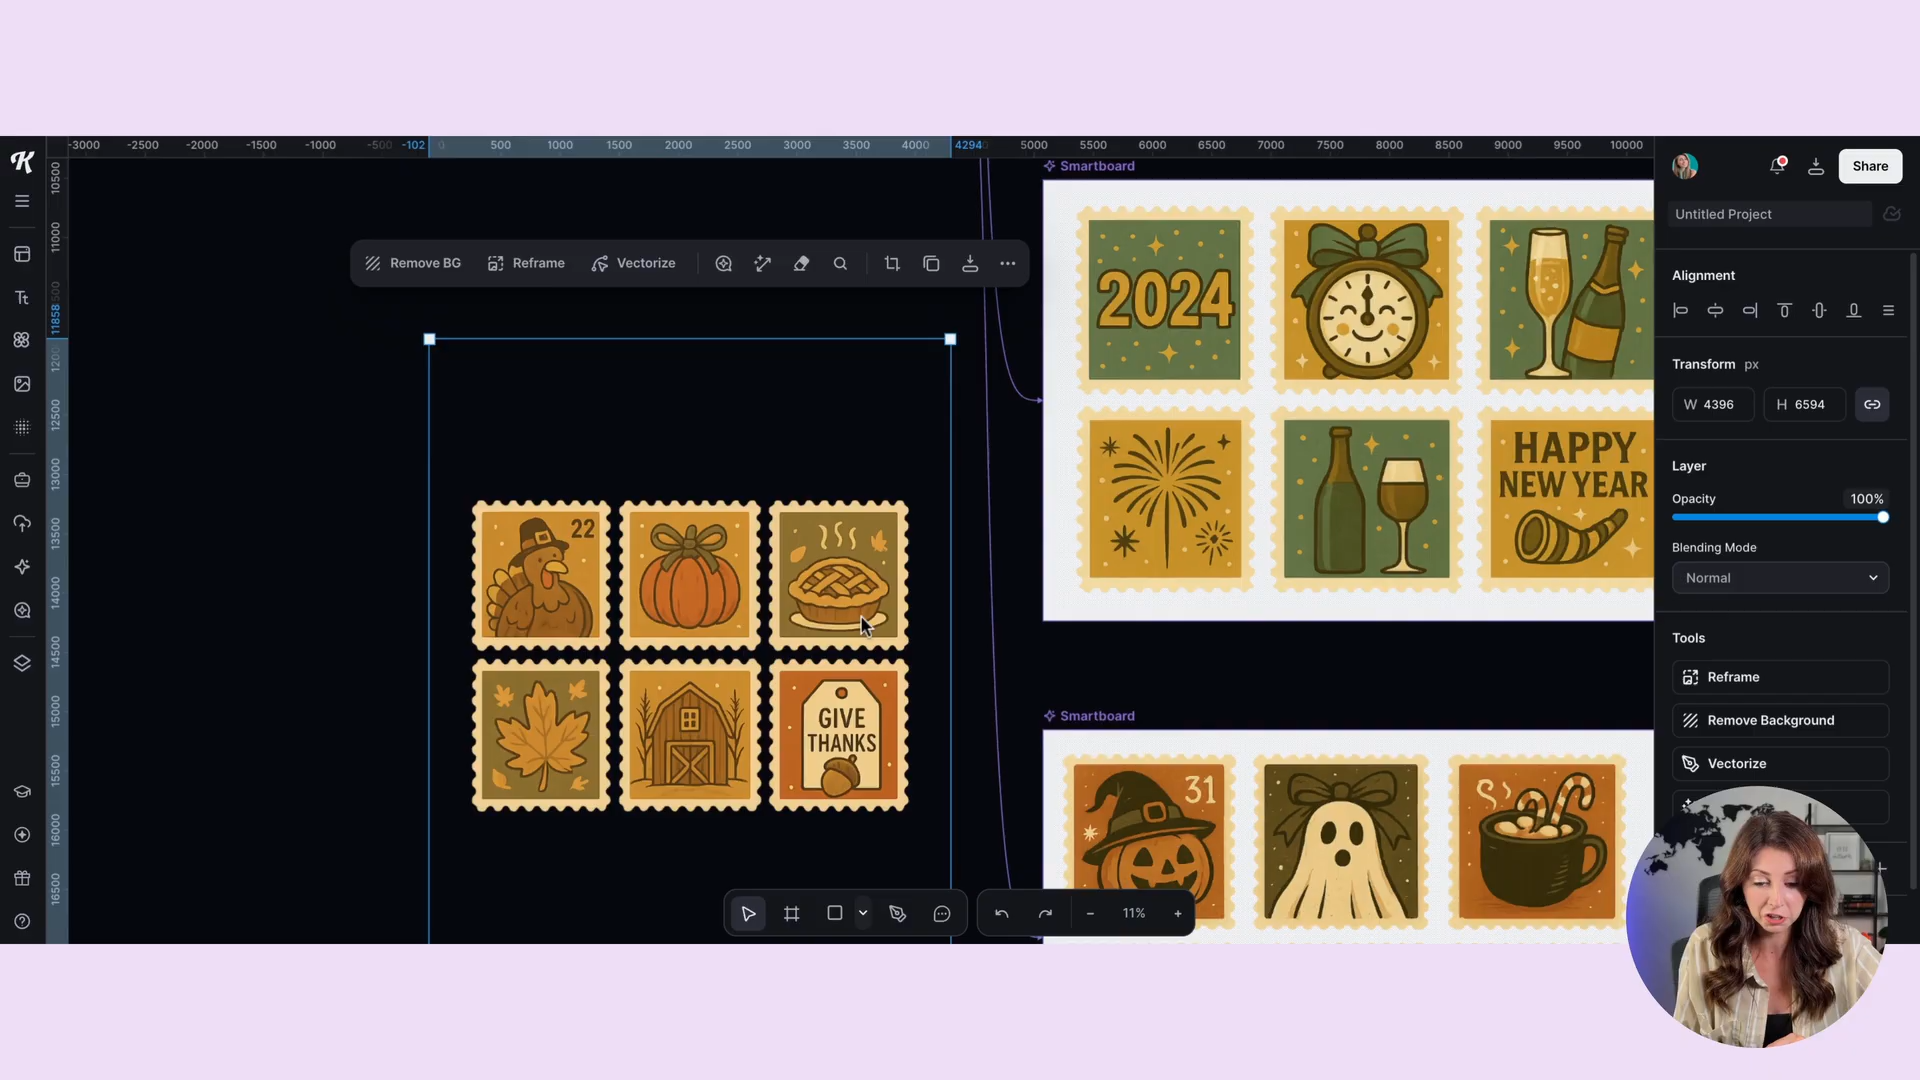 -3000 -2500 -2000 -1500 -1000 -500 -102 0 500 1000 1500 2000 2500 3000 3500 4000 4294 5000 5500 6000 6500 7000 7500 8000 8500 9000 9500 10000
K
Smartboard
Share
Untitled Project
Remove BG
Reframe
Vectorize
Alignment
Transform px
W 4396
H 6594
Layer
Opacity
100%
Blending Mode
Normal
Tools
Reframe
Remove Background
Vectorize
10500
11000
11858
12500
13000
13500
14000
14500
15000
15500
16000
16500
Tt
2024
HAPPY
NEW YEAR
22
GIVE
THANKS
Smartboard
31
11%